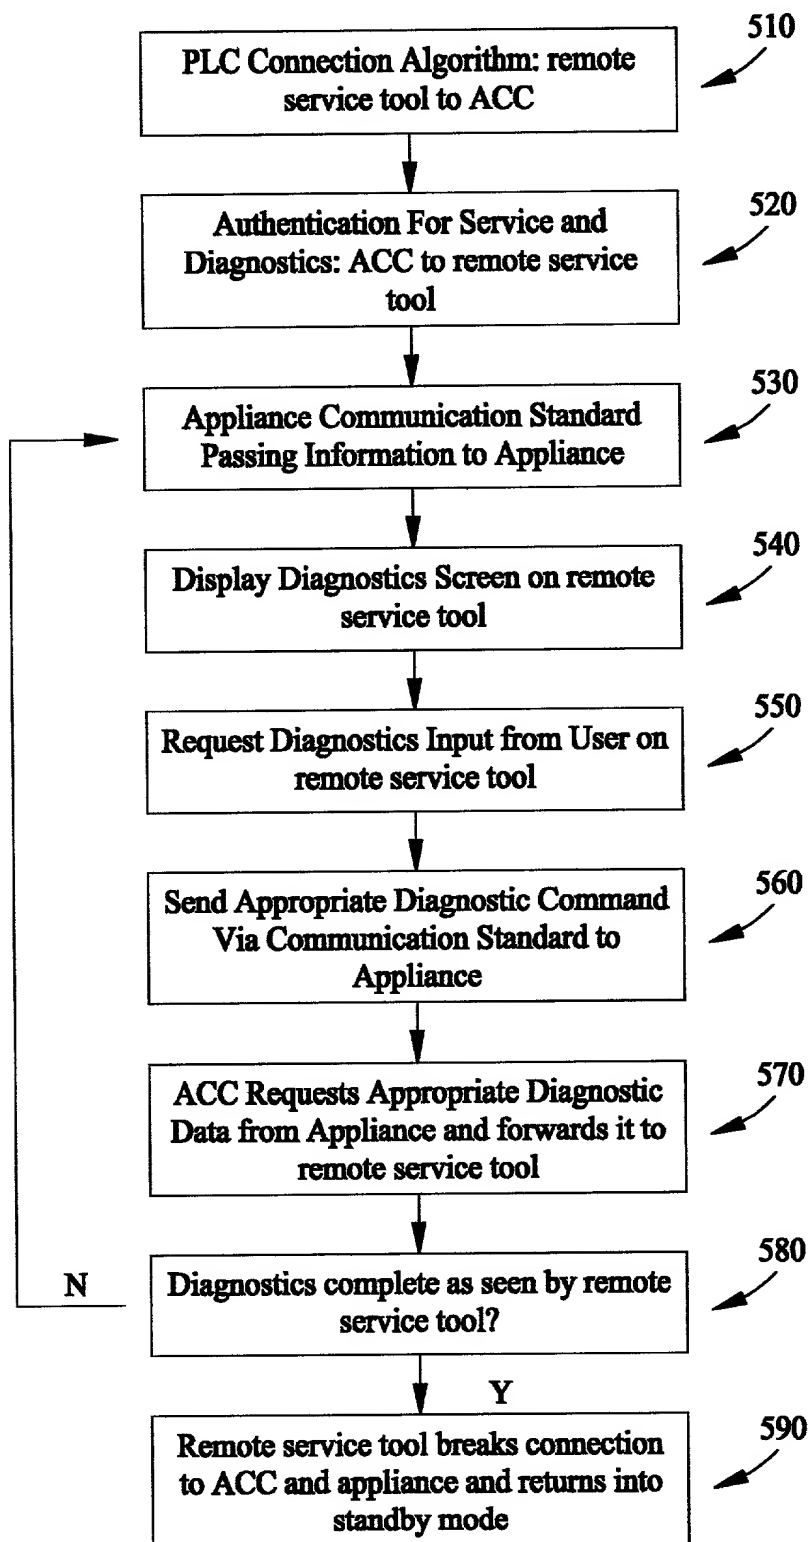 510
PLC Connection Algorithm: remote
service tool to ACC
520
Authentication For Service and
Diagnostics: ACC to remote service
tool
530
Appliance Communication Standard
Passing Information to Appliance
540
Display Diagnostics Screen on remote
service tool
550
Request Diagnostics Input from User on
remote service tool
560
Send Appropriate Diagnostic Command
Via Communication Standard to
Appliance
570
ACC Requests Appropriate Diagnostic
Data from Appliance and forwards it to
remote service tool
580
N
Diagnostics complete as seen by remote
service tool?
Y
590
Remote service tool breaks connection
to ACC and appliance and returns into
standby mode